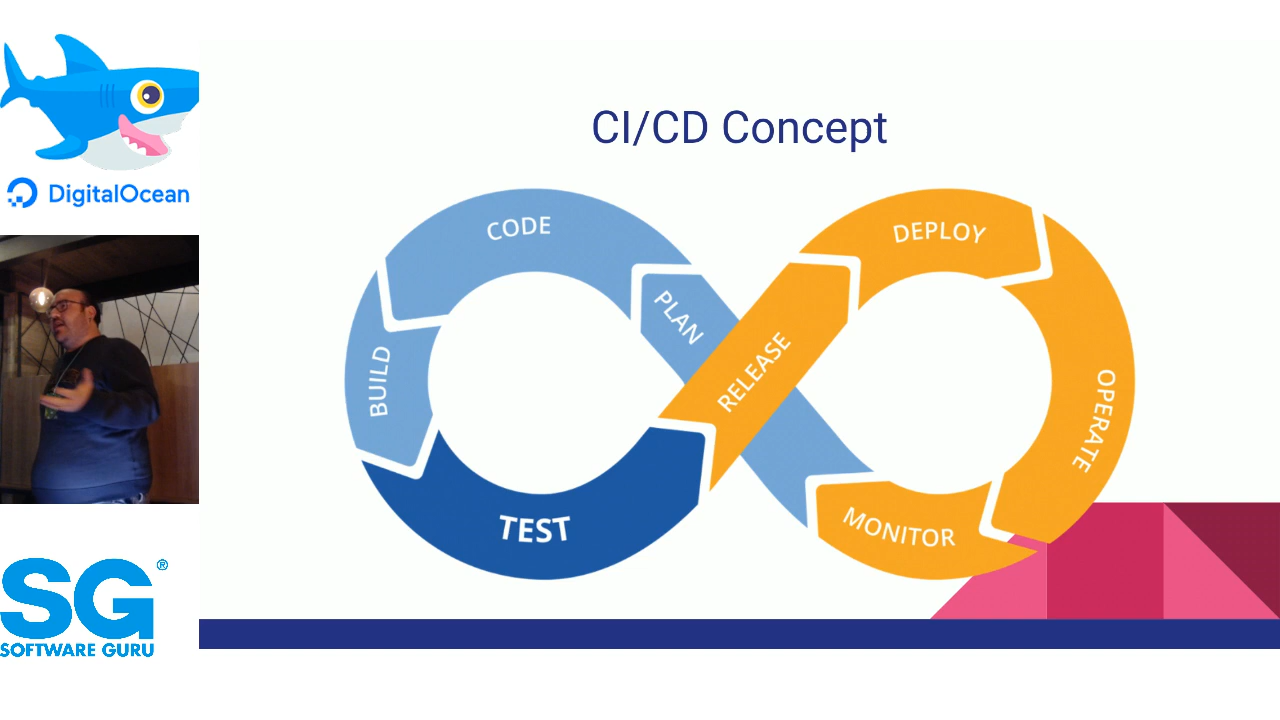 DigitalOcean
SG®
SOFTWARE GURU
CI/CD Concept
CODE
DEPLOY
PLAN
BUILD
RELEASE
OPERATE
TEST
MONITOR